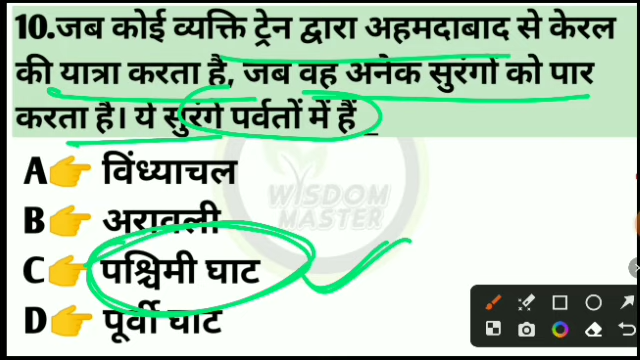 10.जब कोई व्यक्ति ट्रेन द्वारा अहमदाबाद से केरल
की यात्रा करता है, जब वह अनेक सुरंगों को पार
करता है। ये सुरंगे पर्वतों में हैं_
A👉 विंध्याचल
B👉 अरावली
C👉 पश्चिमी घाट
D👉 पूर्वी घाट
WISDOM
MASTER